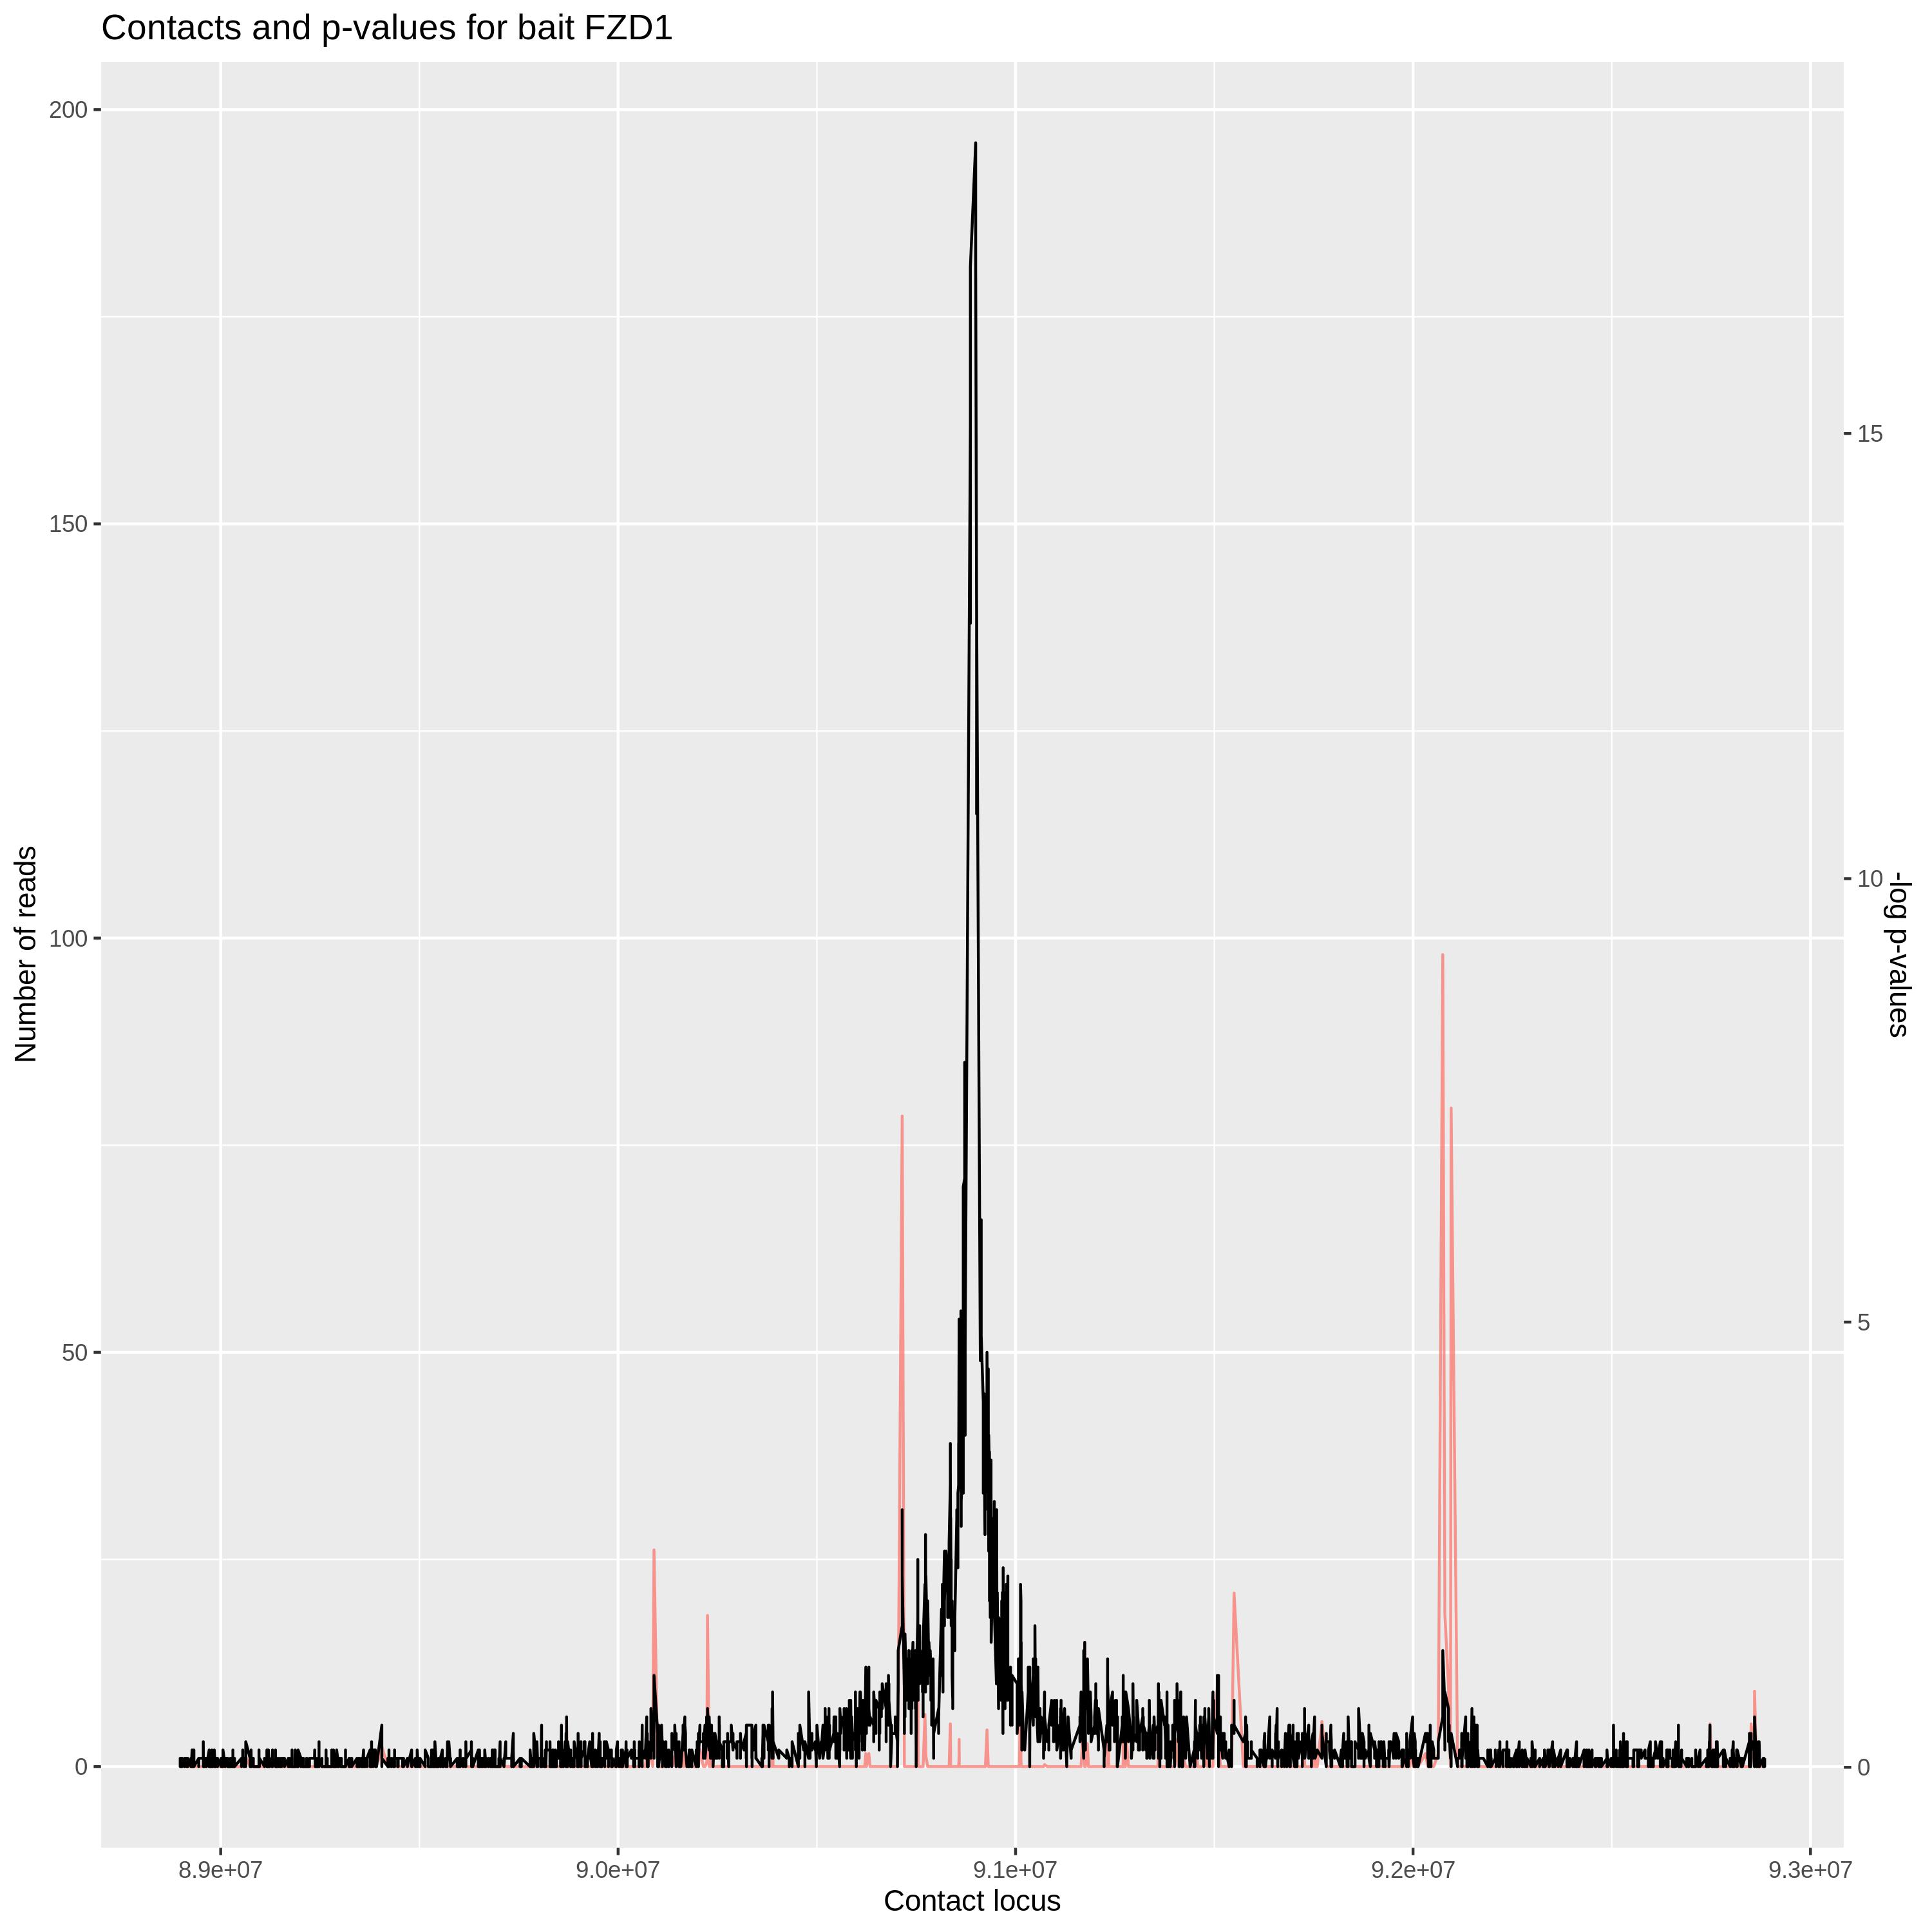 Contacts and p-values for bait FZD1
200
150
100
50
0
Number of reads
15
10
5
0
-log p-values
8.9e+07
9.0e+07
9.1e+07
9.2e+07
9.3e+07
Contact locus